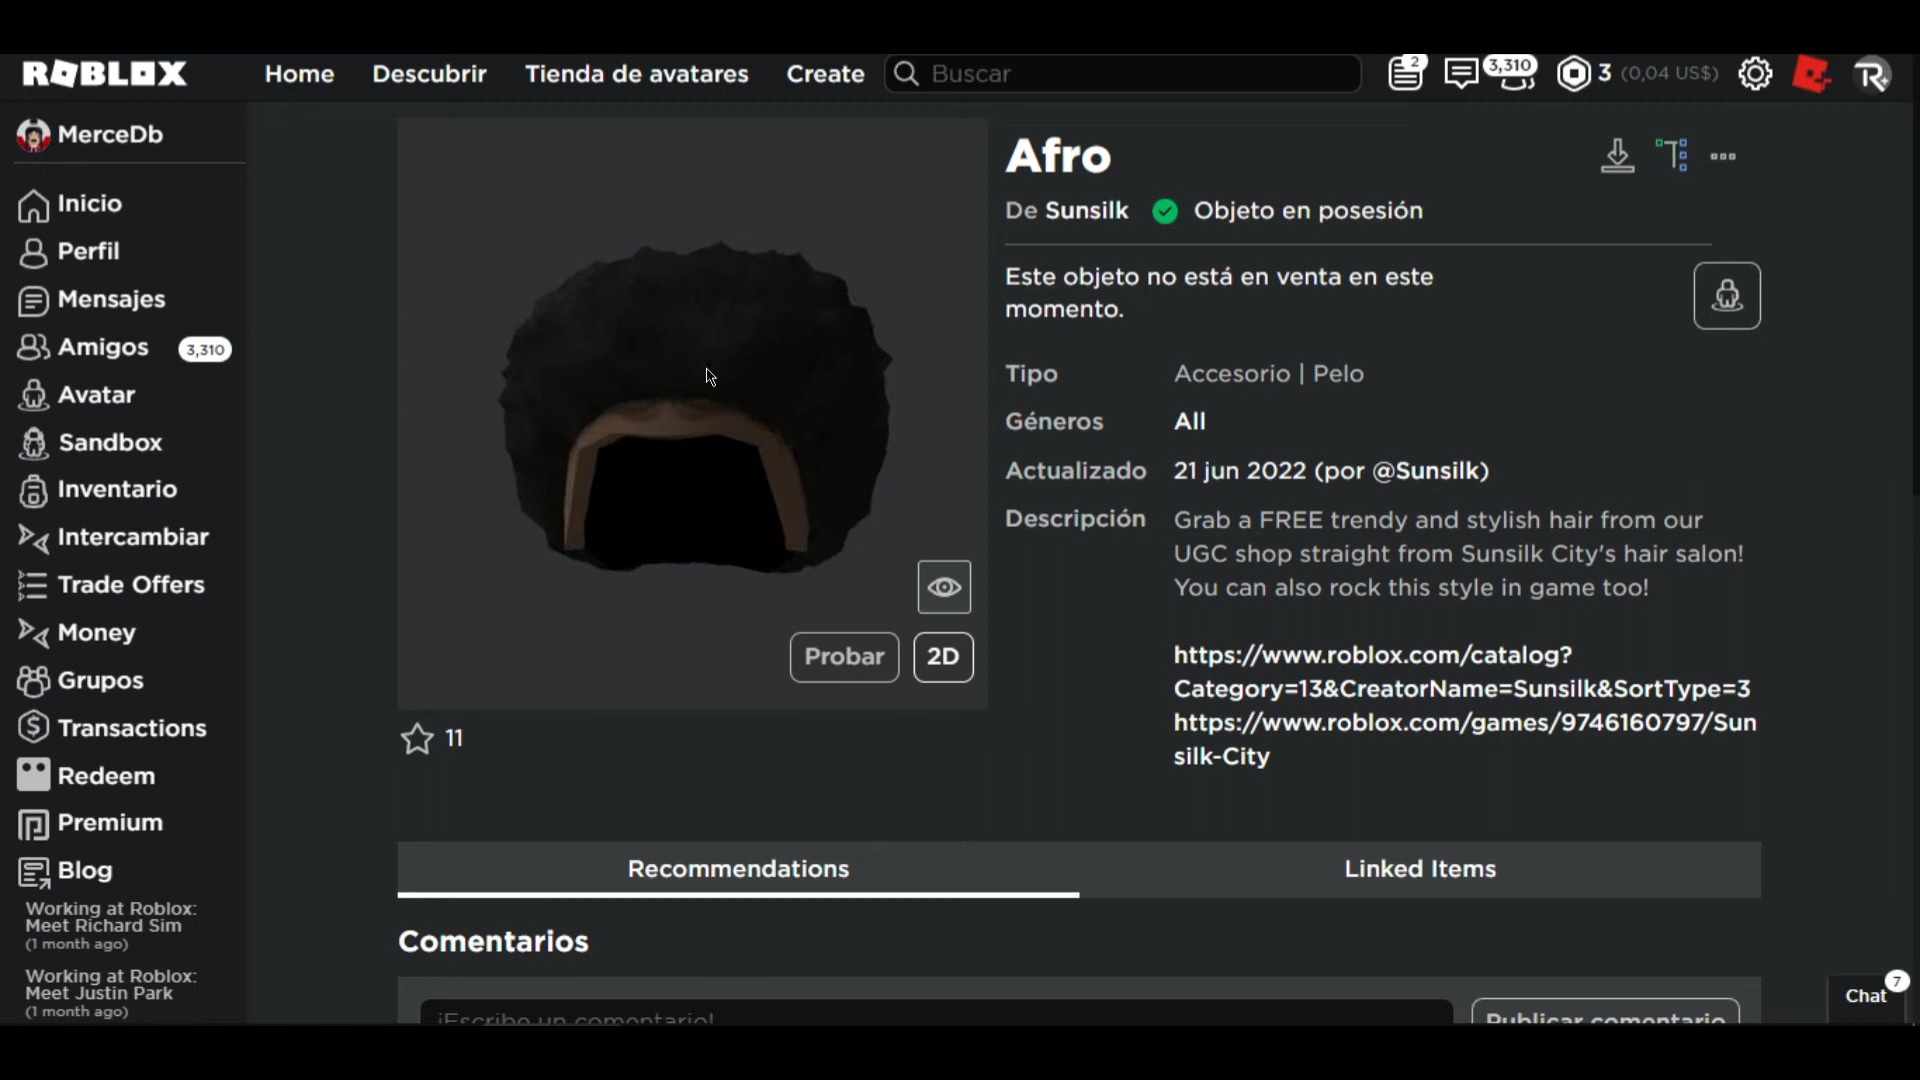 ROBLOX Home Descubrir Tienda de avatares Create Buscar 2 3,310 3 (0,04 US$)
MerceDb
Inicio
Perfil
Mensajes
Amigos 3,310
Avatar
Sandbox
Inventario
Intercambiar
Trade Offers
Money
Grupos
Transactions
Redeem
Premium
Blog
Working at Roblox:
Meet Richard Sim
(1 month ago)
Working at Roblox:
Meet Justin Park
(1 month ago)
Probar 2D
11
Afro
De Sunsilk Objeto en posesión
Este objeto no está en venta en este
momento.
Tipo Accesorio | Pelo
Géneros All
Actualizado 21 jun 2022 (por @Sunsilk)
Descripción Grab a FREE trendy and stylish hair from our
UGC shop straight from Sunsilk City's hair salon!
You can also rock this style in game too!
https://www.roblox.com/catalog?
Category=13&CreatorName=Sunsilk&SortType=3
https://www.roblox.com/games/9746160797/Sun
silk-City
Recommendations Linked Items
Comentarios
¡Escribe un comentario! Publicar comentario
Chat 7